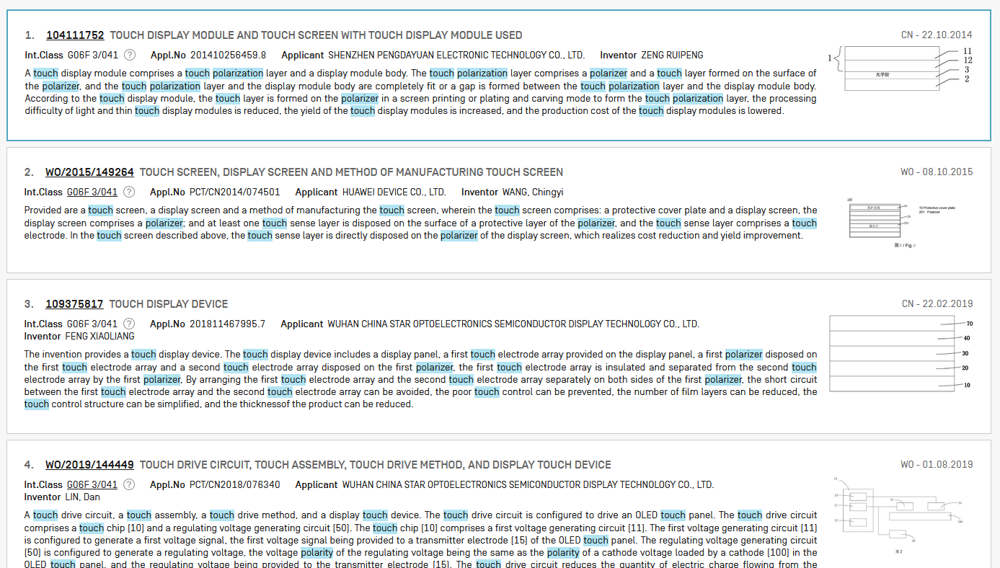 1. 104111752 TOUCH DISPLAY MODULE AND TOUCH SCREEN WITH TOUCH DISPLAY MODULE USED
CN - 22.10.2014
Int.Class G06F 3/041 ? Appl.No 201410256459.8 Applicant SHENZHEN PENGDAYUAN ELECTRONIC TECHNOLOGY CO., LTD. Inventor ZENG RUIPENG
A touch display module comprises a touch polarization layer and a display module body. The touch polarization layer comprises a polarizer and a touch layer formed on the surface of
the polarizer, and the touch polarization layer and the display module body are completely fit or a gap is formed between the touch polarization layer and the display module body.
According to the touch display module, the touch layer is formed on the polarizer in a screen printing or plating and carving mode to form the touch polarization layer, the processing
difficulty of light and thin touch display modules is reduced, the yield of the touch display modules is increased, and the production cost of the touch display modules is lowered.
1
11
12
光学胶
3
2
2. WO/2015/149264 TOUCH SCREEN, DISPLAY SCREEN AND METHOD OF MANUFACTURING TOUCH SCREEN
WO - 08.10.2015
Int.Class G06F 3/041 ? Appl.No PCT/CN2014/074501 Applicant HUAWEI DEVICE CO., LTD. Inventor WANG, Chingyi
Provided are a touch screen, a display screen and a method of manufacturing the touch screen, wherein the touch screen comprises: a protective cover plate and a display screen, the
display screen comprises a polarizer; and at least one touch sense layer is disposed on the surface of a protective layer of the polarizer, and the touch sense layer comprises a touch
electrode. In the touch screen described above, the touch sense layer is directly disposed on the polarizer of the display screen, which realizes cost reduction and yield improvement.
10 Protective cover plate
201 Polarizer
3. 109375817 TOUCH DISPLAY DEVICE
CN - 22.02.2019
Int.Class G06F 3/041 ? Appl.No 201811467995.7 Applicant WUHAN CHINA STAR OPTOELECTRONICS SEMICONDUCTOR DISPLAY TECHNOLOGY CO., LTD.
Inventor FENG XIAOLIANG
The invention provides a touch display device. The touch display device includes a display panel, a first touch electrode array provided on the display panel, a first polarizer disposed on
the first touch electrode array and a second touch electrode array disposed on the first polarizer, the first touch electrode array is insulated and separated from the second touch
electrode array by the first polarizer. By arranging the first touch electrode array and the second touch electrode array separately on both sides of the first polarizer, the short circuit
between the first touch electrode array and the second touch electrode array can be avoided, the poor touch control can be prevented, the number of film layers can be reduced, the
touch control structure can be simplified, and the thicknessof the product can be reduced.
70
40
30
20
10
4. WO/2019/144449 TOUCH DRIVE CIRCUIT, TOUCH ASSEMBLY, TOUCH DRIVE METHOD, AND DISPLAY TOUCH DEVICE
WO - 01.08.2019
Int.Class G06F 3/041 ? Appl.No PCT/CN2018/076340 Applicant WUHAN CHINA STAR OPTOELECTRONICS SEMICONDUCTOR DISPLAY TECHNOLOGY CO., LTD.
Inventor LIN, Dan
A touch drive circuit, a touch assembly, a touch drive method, and a display touch device. The touch drive circuit is configured to drive an OLED touch panel. The touch drive circuit
comprises a touch chip (10) and a regulating voltage generating circuit (50). The touch chip (10) comprises a first voltage generating circuit (11). The first voltage generating circuit (11)
is configured to generate a first voltage signal, the first voltage signal being provided to a transmitter electrode (15) of the OLED touch panel. The regulating voltage generating circuit
(50) is configured to generate a regulating voltage, the voltage polarity of the regulating voltage being the same as the polarity of a cathode voltage loaded by a cathode (100) in the
OLED touch panel, and the regulating voltage being provided to the transmitter electrode (15). The touch drive circuit reduces the quantity of electric charge flowing from the
图 2